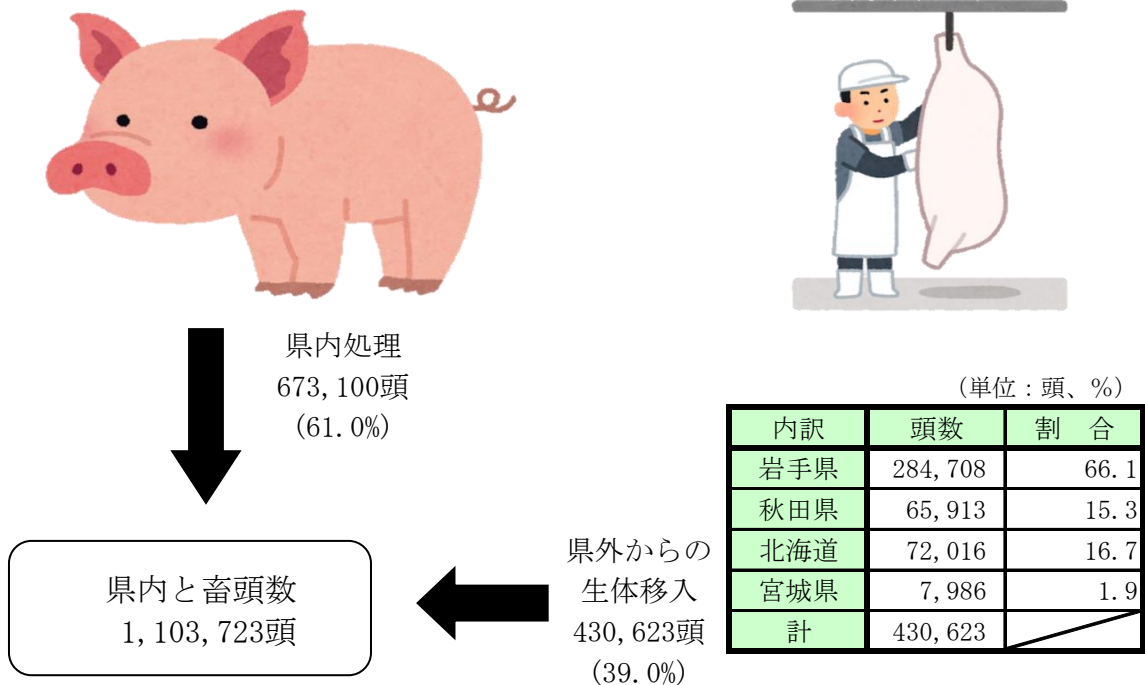 県内処理
673,100頭
(61.0%)
県内と畜頭数
1,103,723頭
県外からの
生体移入
430,623頭
(39.0%)
（単位：頭、%）
内訳 頭数 割　合
岩手県 284,708 66.1
秋田県 65,913 15.3
北海道 72,016 16.7
宮城県 7,986 1.9
計 430,623